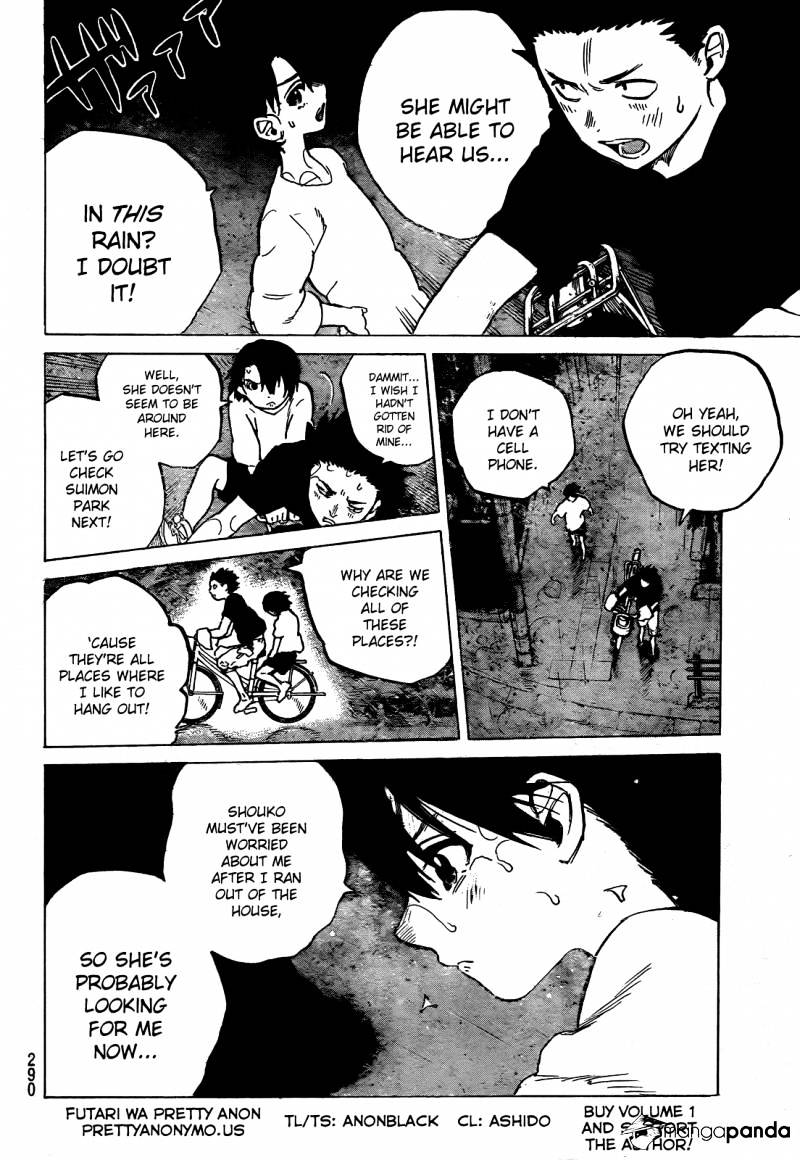 SHE MIGHT
BE ABLE TO
HEAR US...
IN THIS
RAIN?
I DOUBT
IT!
OH YEAH,
WE SHOULD
TRY TEXTING
HER!
I DON'T
HAVE A
CELL
PHONE.
DAMMIT...
I WISH I
HADN'T
GOTTEN
RID OF
MINE...
WELL,
SHE DOESN'T
SEEM TO BE
AROUND
HERE.
LET'S GO
CHECK
SUIMON
PARK
NEXT!
WHY ARE WE
CHECKING
ALL OF
THESE
PLACES?!
'CAUSE
THEY'RE ALL
PLACES WHERE
I LIKE TO
HANG OUT!
SHOUKO
MUST'VE BEEN
WORRIED
ABOUT ME
AFTER I RAN
OUT OF THE
HOUSE,
SO SHE'S
PROBABLY
LOOKING
FOR ME
NOW...
290
FUTARI WA PRETTY ANON
PRETTYANONYMO.US
TL/TS: ANONBLACK CL: ASHIDO
BUY VOLUME 1
AND SUPPORT
THE AUTHOR!
mangapanda